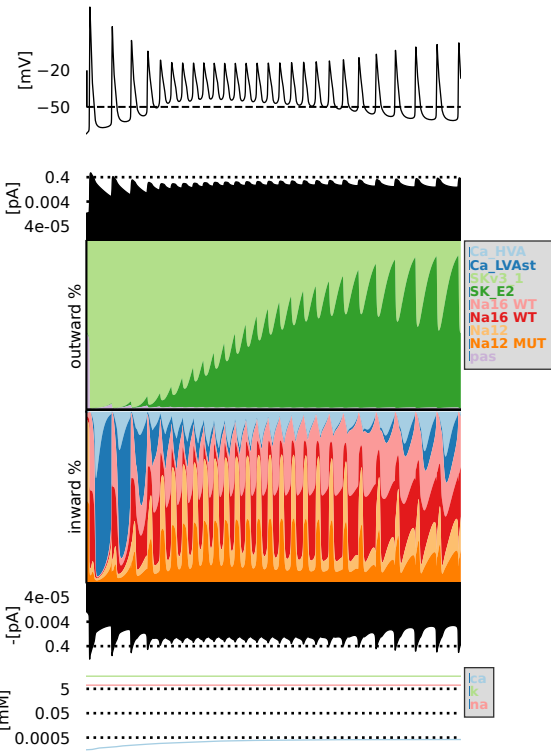 [mV]
−20
−50
[pA]
0.4
0.004
4e-05
outward %
Ca_HVA
Ca_LVAst
SKv3_1
SK_E2
Na16 WT
Na16 WT
Na12
Na12 MUT
pas
inward %
-[pA]
4e-05
0.004
0.4
[mM]
5
0.05
0.0005
ca
k
na